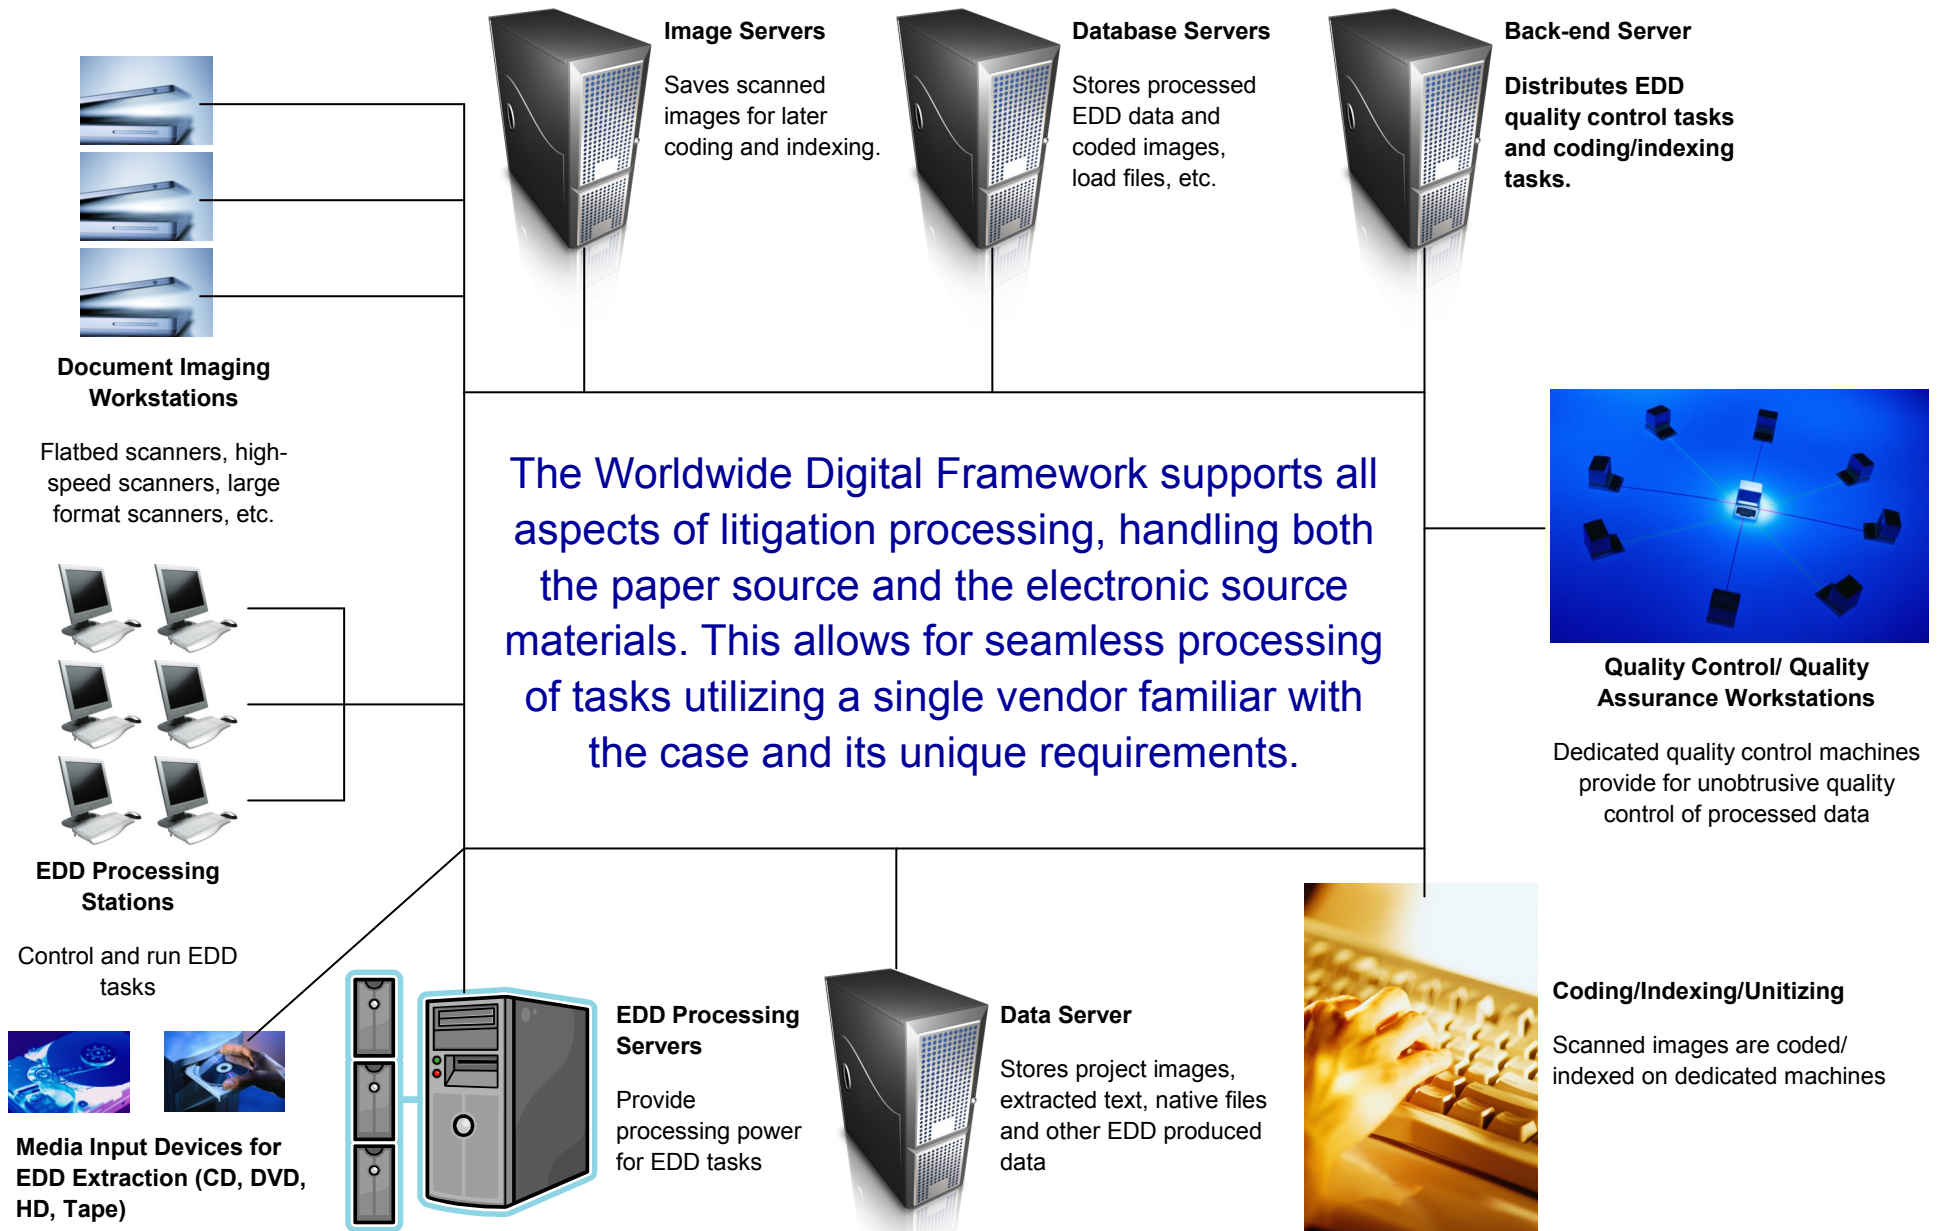 Image Servers
Saves scanned
images for later
coding and indexing.
Database Servers
Stores processed
EDD data and
coded images,
load files, etc.
Back-end Server
Distributes EDD
quality control tasks
and coding/indexing
tasks.
Document Imaging
Workstations
Flatbed scanners, high-
speed scanners, large
format scanners, etc.
The Worldwide Digital Framework supports all
aspects of litigation processing, handling both
the paper source and the electronic source
materials. This allows for seamless processing
of tasks utilizing a single vendor familiar with
the case and its unique requirements.
Quality Control/ Quality
Assurance Workstations
Dedicated quality control machines
provide for unobtrusive quality
control of processed data
EDD Processing
Stations
Control and run EDD
tasks
Media Input Devices for
EDD Extraction (CD, DVD,
HD, Tape)
EDD Processing
Servers
Provide
processing power
for EDD tasks
Data Server
Stores project images,
extracted text, native files
and other EDD produced
data
Coding/Indexing/Unitizing
Scanned images are coded/
indexed on dedicated machines